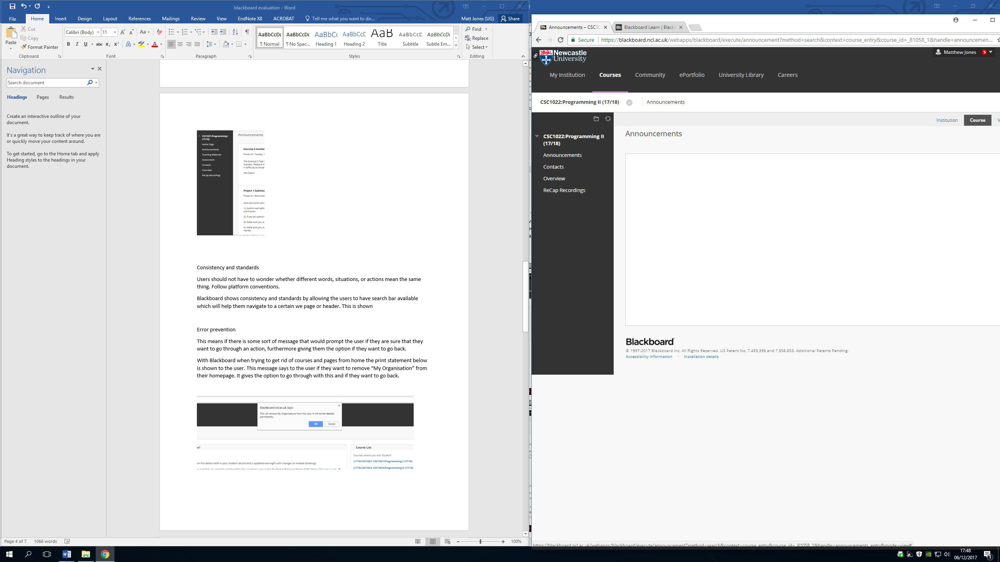 blackboard evaluation - Word
File Home Insert Design Layout References Mailings Review View EndNote X8 ACROBAT Tell me what you want to do... Matt Jones (UG) Share
Paste
Cut
Copy
Format Painter
Calibri (Body) 11
Find
Replace
Select
AaBbCcDc AaBbCcDc AaBbCc AaBbCcD AaB AaBbCcD AaBbCcDc
¶ Normal ¶ No Spac... Heading 1 Heading 2 Title Subtitle Subtle Em...
Clipboard Font Paragraph Styles Editing
Navigation
Search document
Headings Pages Results
Create an interactive outline of your
document.
It's a great way to keep track of where you are
or quickly move your content around.
To get started, go to the Home tab and apply
Heading styles to the headings in your
document.
CSC1021:Programming I
(17/18)
Home Page
Announcements
Teaching Materials
Assessment
Contacts
Overview
ReCap Recordings
Announcements
Exercise 5 Availab
Posted on: Tuesday, 
The Exercise 5 Test i
answers. Please e-m
in difficulty to those
Neil Speirs
Project 1 Submiss
Posted on: Wednesda
Here are some remi
1). Submit well befo
submission.
2). If you do submit 
3). Make sure you su
4). Make sure you su
marker.
Consistency and standards
Users should not have to wonder whether different words, situations, or actions mean the same
thing. Follow platform conventions.
Blackboard shows consistency and standards by allowing the users to have search bar available
which will help them navigate to a certain we page or header. This is shown
Error prevention
This means if there is some sort of message that would prompt the user if they are sure that they
want to go through an action, furthermore giving them the option if they want to go back.
With Blackboard when trying to get rid of courses and pages from home the print statement below
is shown to the user. This message says to the user if they want to remove “My Organisation” from
their homepage. It gives the option to go through with this and if they want to go back.
blackboard.ncl.ac.uk says:
This will remove My Organisations from this view. It will not be deleted
permanently.
OK Cancel
es?
om the details held in your student record and is updated overnight with changes to module bookings.
Course List
Courses where you are: Student
L1718-CSC1021: CSC1021:Programming I (17/18)
L1718-CSC1022: CSC1022:Programming II (17/18)
Page 4 of 7 1066 words 100%
Announcements – CSC10 Blackboard Learn | Blackb
Secure https://blackboard.ncl.ac.uk/webapps/blackboard/execute/announcement?method=search&context=course_entry&course_id=_81058_1&handle=announcemen...
Newcastle
University
Matthew Jones 5
My Institution Courses Community ePortfolio University Library Careers
CSC1022:Programming II (17/18) Announcements
Institution Course V
CSC1022:Programming II
(17/18)
Announcements
Contacts
Overview
ReCap Recordings
Announcements
Blackboard
© 1997-2017 Blackboard Inc. All Rights Reserved. US Patent No. 7,493,396 and 7,558,853. Additional Patents Pending.
Accessibility information - Installation details
https://blackboard.ncl.ac.uk/webapps/blackboard/execute/announcement?method=search&context=course_entry&course_id=_81058_1&handle=announcements_entry&mode=view#
17:48
06/12/2017
1